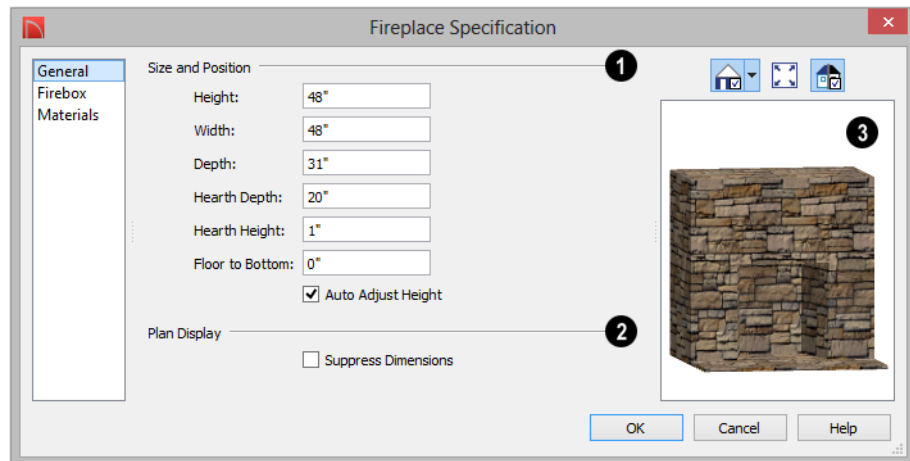 Fireplace Specification
General
Firebox
Materials
Size and Position
1
Height: 48"
Width: 48"
Depth: 31"
Hearth Depth: 20"
Hearth Height: 1"
Floor to Bottom: 0"
Auto Adjust Height
Plan Display
2
Suppress Dimensions
3
OK
Cancel
Help